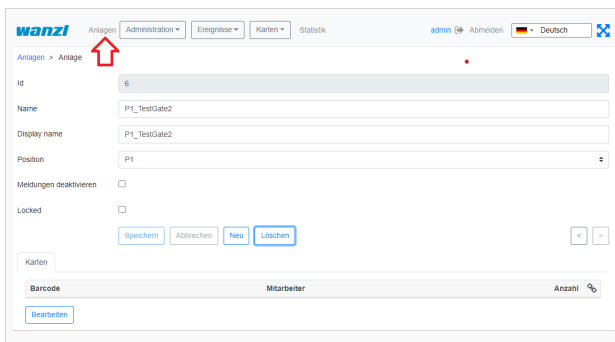 wanzl Anlagen Administration Ereignisse Karten Statistik admin Abmelden Deutsch
Anlagen > Anlage
Id 6
Name P1_TestGate2
Display name P1_TestGate2
Position P1
Meldungen deaktivieren
Locked
Speichern Abbrechen Neu Löschen < >
Karten
Barcode Mitarbeiter Anzahl
Bearbeiten